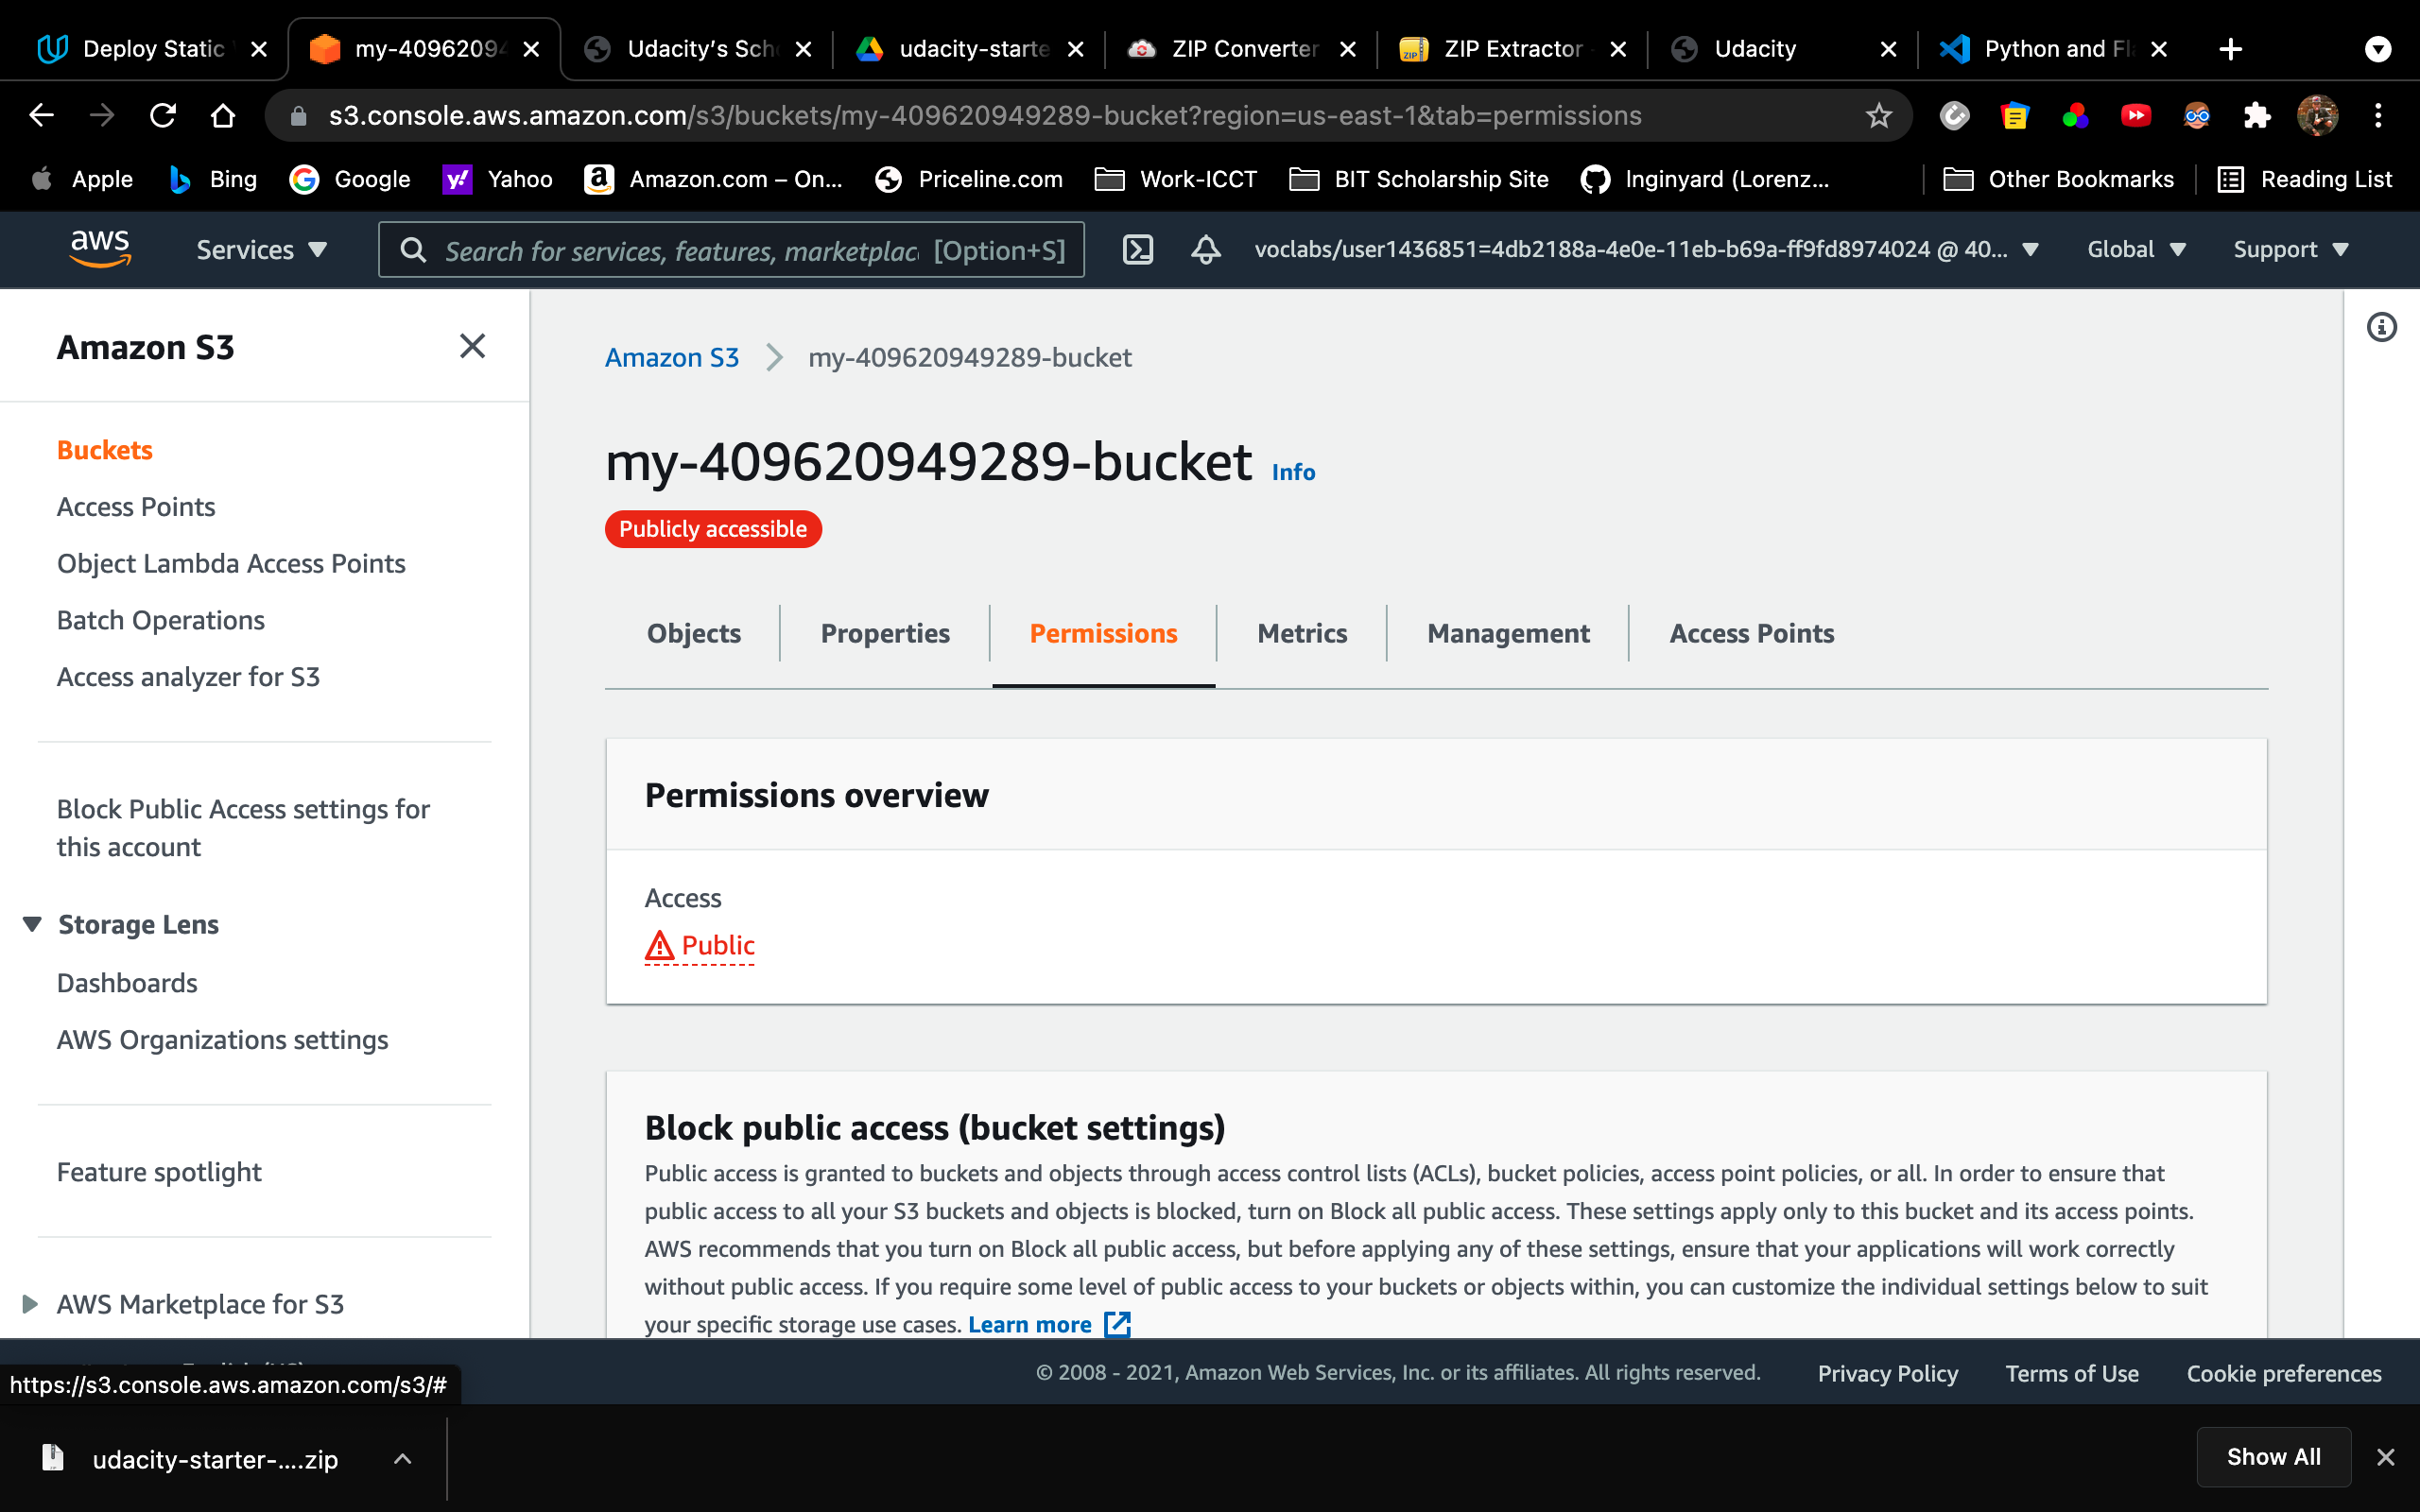 Deploy Static
my-40962094
Udacity's Sch
udacity-starte
ZIP Converter
ZIP Extractor
Udacity
Python and Fl
s3.console.aws.amazon.com/s3/buckets/my-409620949289-bucket?region=us-east-1&tab=permissions
Apple
Bing
Google
Yahoo
Amazon.com – On...
Priceline.com
Work-ICCT
BIT Scholarship Site
Inginyard (Lorenz...
Other Bookmarks
Reading List
aws
Services
Search for services, features, marketplac
[Option+S]
voclabs/user1436851=4db2188a-4e0e-11eb-b69a-ff9fd8974024 @ 40...
Global
Support
Amazon S3
Buckets
Access Points
Object Lambda Access Points
Batch Operations
Access analyzer for S3
Block Public Access settings for
this account
Storage Lens
Dashboards
AWS Organizations settings
Feature spotlight
AWS Marketplace for S3
Amazon S3
my-409620949289-bucket
my-409620949289-bucket Info
Publicly accessible
Objects
Properties
Permissions
Metrics
Management
Access Points
Permissions overview
Access
Public
Block public access (bucket settings)
Public access is granted to buckets and objects through access control lists (ACLs), bucket policies, access point policies, or all. In order to ensure that
public access to all your S3 buckets and objects is blocked, turn on Block all public access. These settings apply only to this bucket and its access points.
AWS recommends that you turn on Block all public access, but before applying any of these settings, ensure that your applications will work correctly
without public access. If you require some level of public access to your buckets or objects within, you can customize the individual settings below to suit
your specific storage use cases. Learn more
© 2008 - 2021, Amazon Web Services, Inc. or its affiliates. All rights reserved.
Privacy Policy
Terms of Use
Cookie preferences
https://s3.console.aws.amazon.com/s3/#
udacity-starter-....zip
Show All